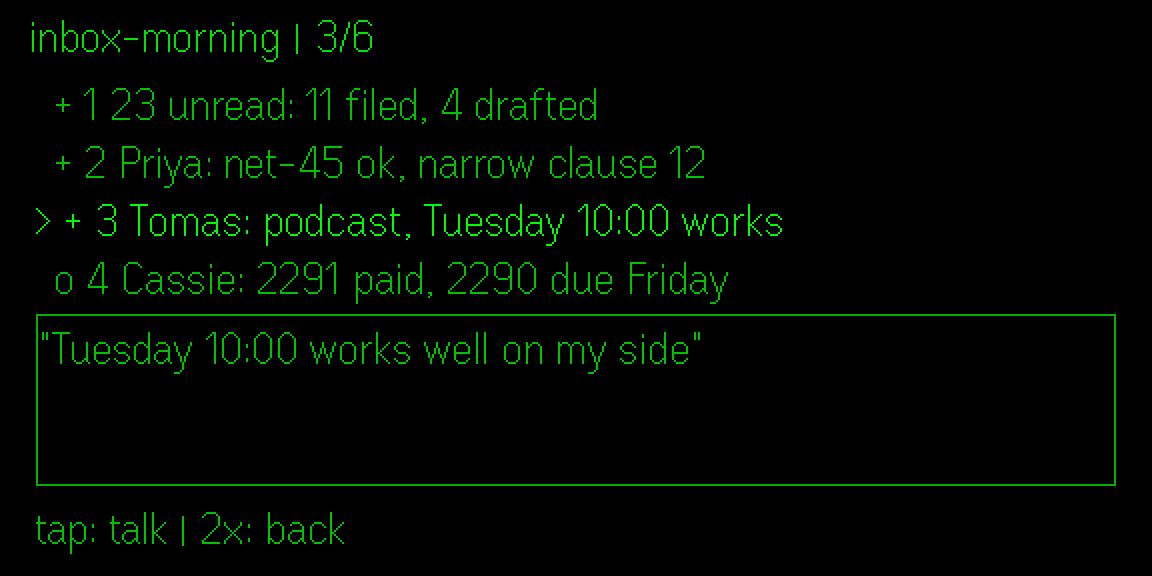 inbox-morning | 3/6
+ 1 23 unread: 11 filed, 4 drafted
+ 2 Priya: net-45 ok, narrow clause 12
> + 3 Tomas: podcast, Tuesday 10:00 works
o 4 Cassie: 2291 paid, 2290 due Friday
"Tuesday 10:00 works well on my side"
tap: talk | 2x: back